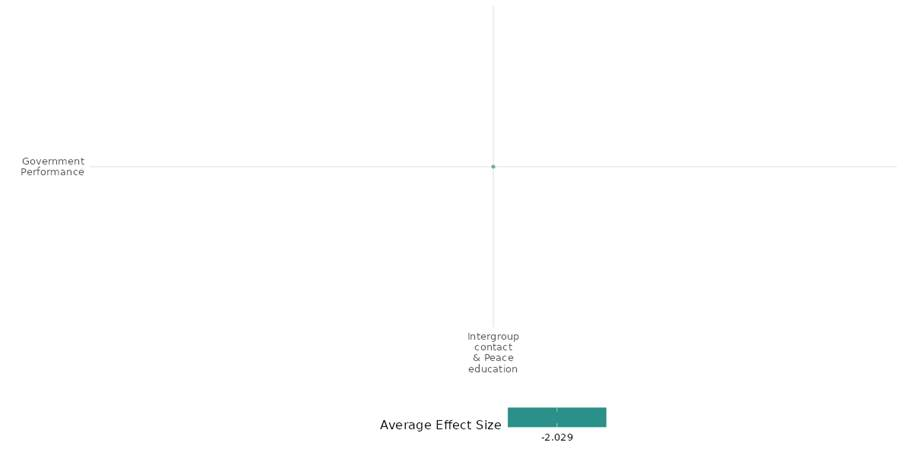 Government
Performance
Intergroup
contact
& Peace
education
Average Effect Size
-2.029